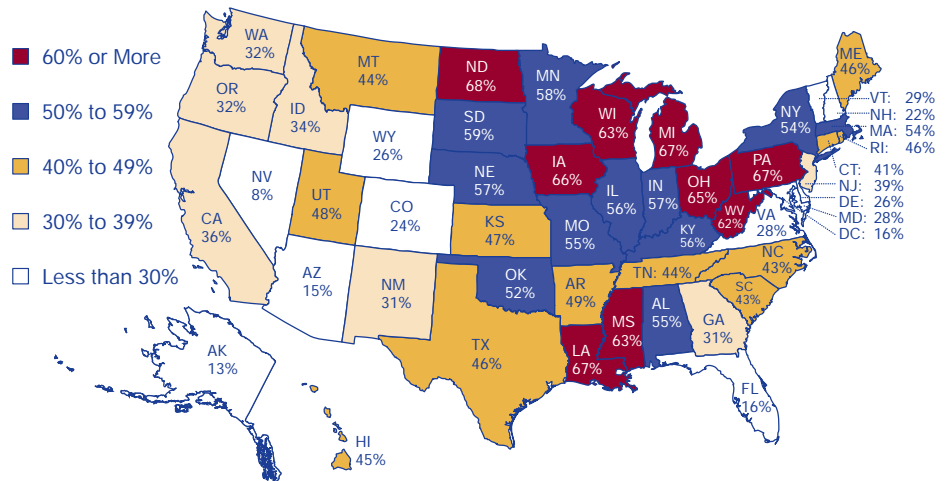 60% or More
50% to 59%
40% to 49%
30% to 39%
Less than 30%
WA
32%
OR
32%
ID
34%
MT
44%
ND
68%
MN
58%
SD
59%
WY
26%
NE
57%
IA
66%
WI
63%
MI
67%
NV
8%
UT
48%
CO
24%
CA
36%
KS
47%
MO
55%
IL
56%
IN
57%
OH
65%
PA
67%
NY
54%
ME
46%
VT: 29%
NH: 22%
MA: 54%
RI: 46%
CT: 41%
NJ: 39%
DE: 26%
MD: 28%
DC: 16%
WV
62%
VA
28%
KY
56%
AZ
15%
NM
31%
OK
52%
AR
49%
TN: 44%
NC
43%
SC
43%
TX
46%
LA
67%
MS
63%
AL
55%
GA
31%
FL
16%
AK
13%
HI
45%